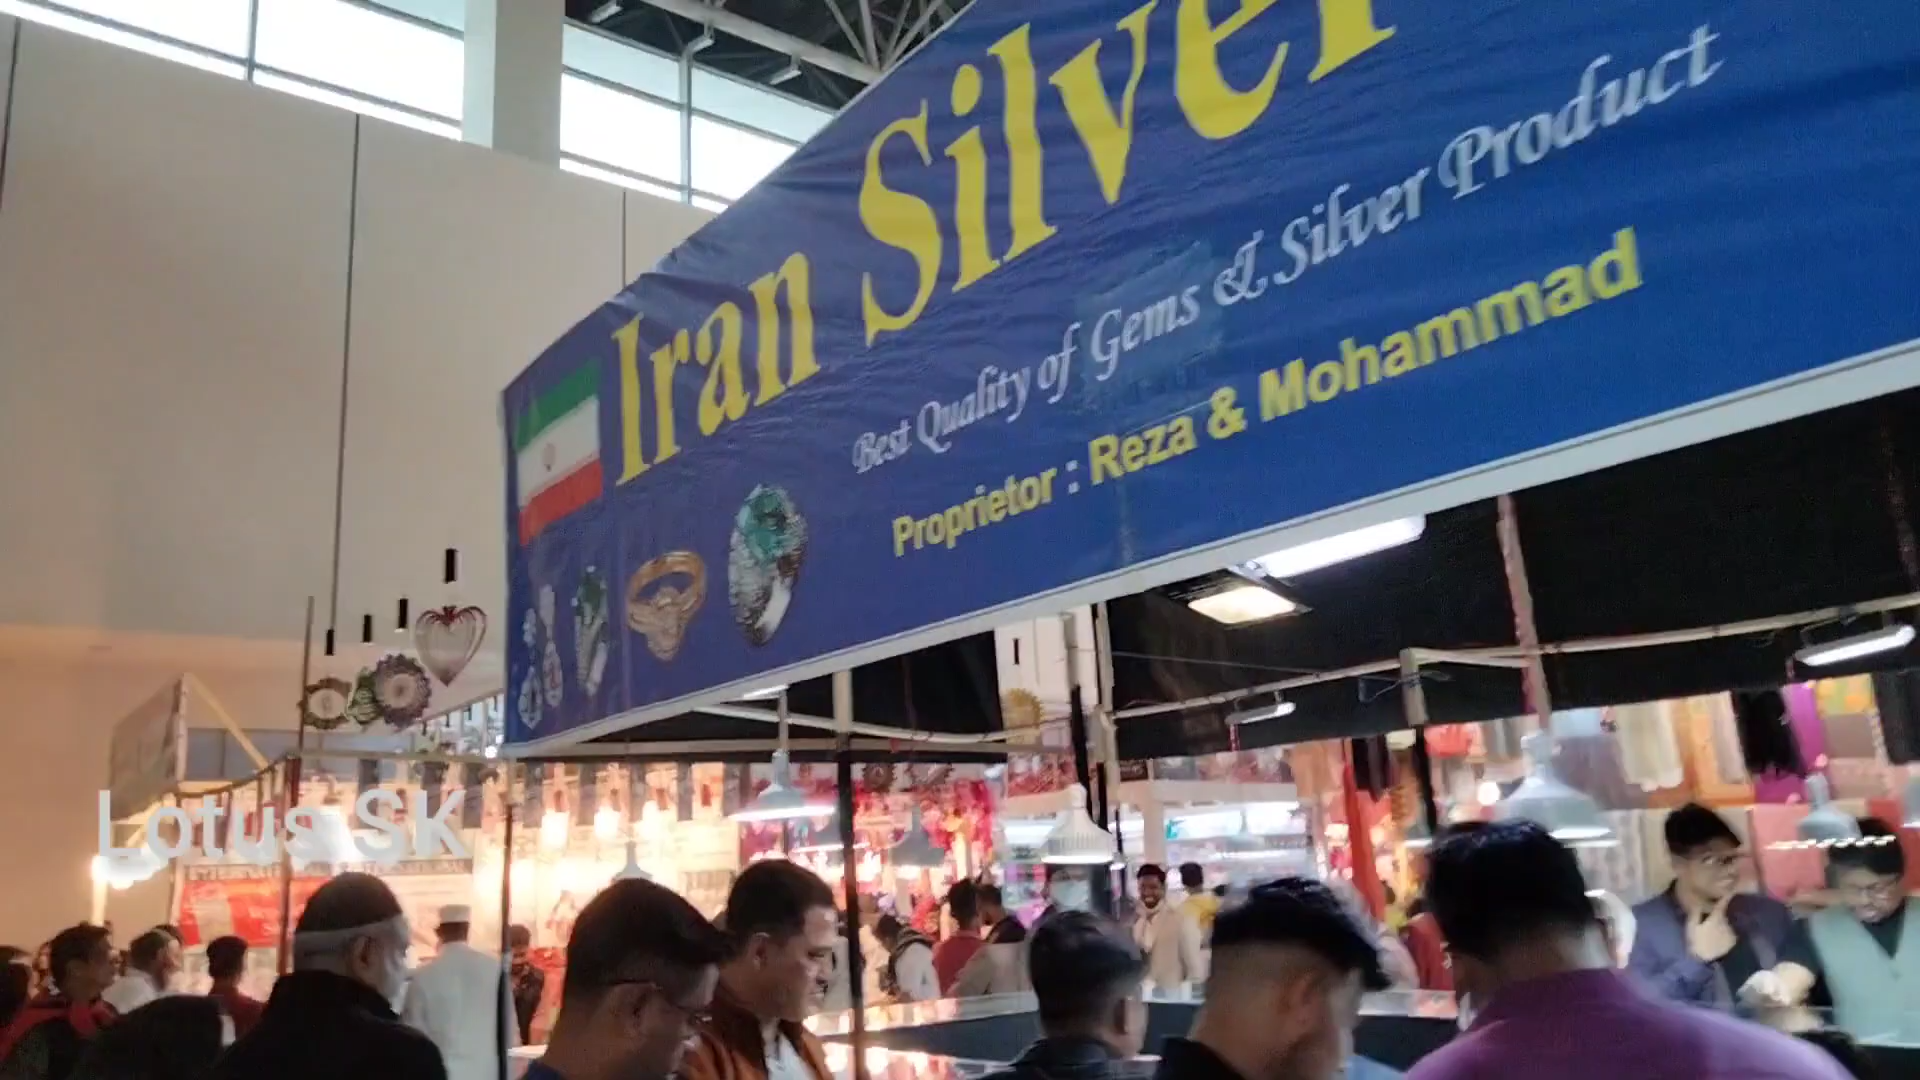 Iran Silver
Best Quality of Gems & Silver Product
Proprietor : Reza & Mohammad
Lotus SK